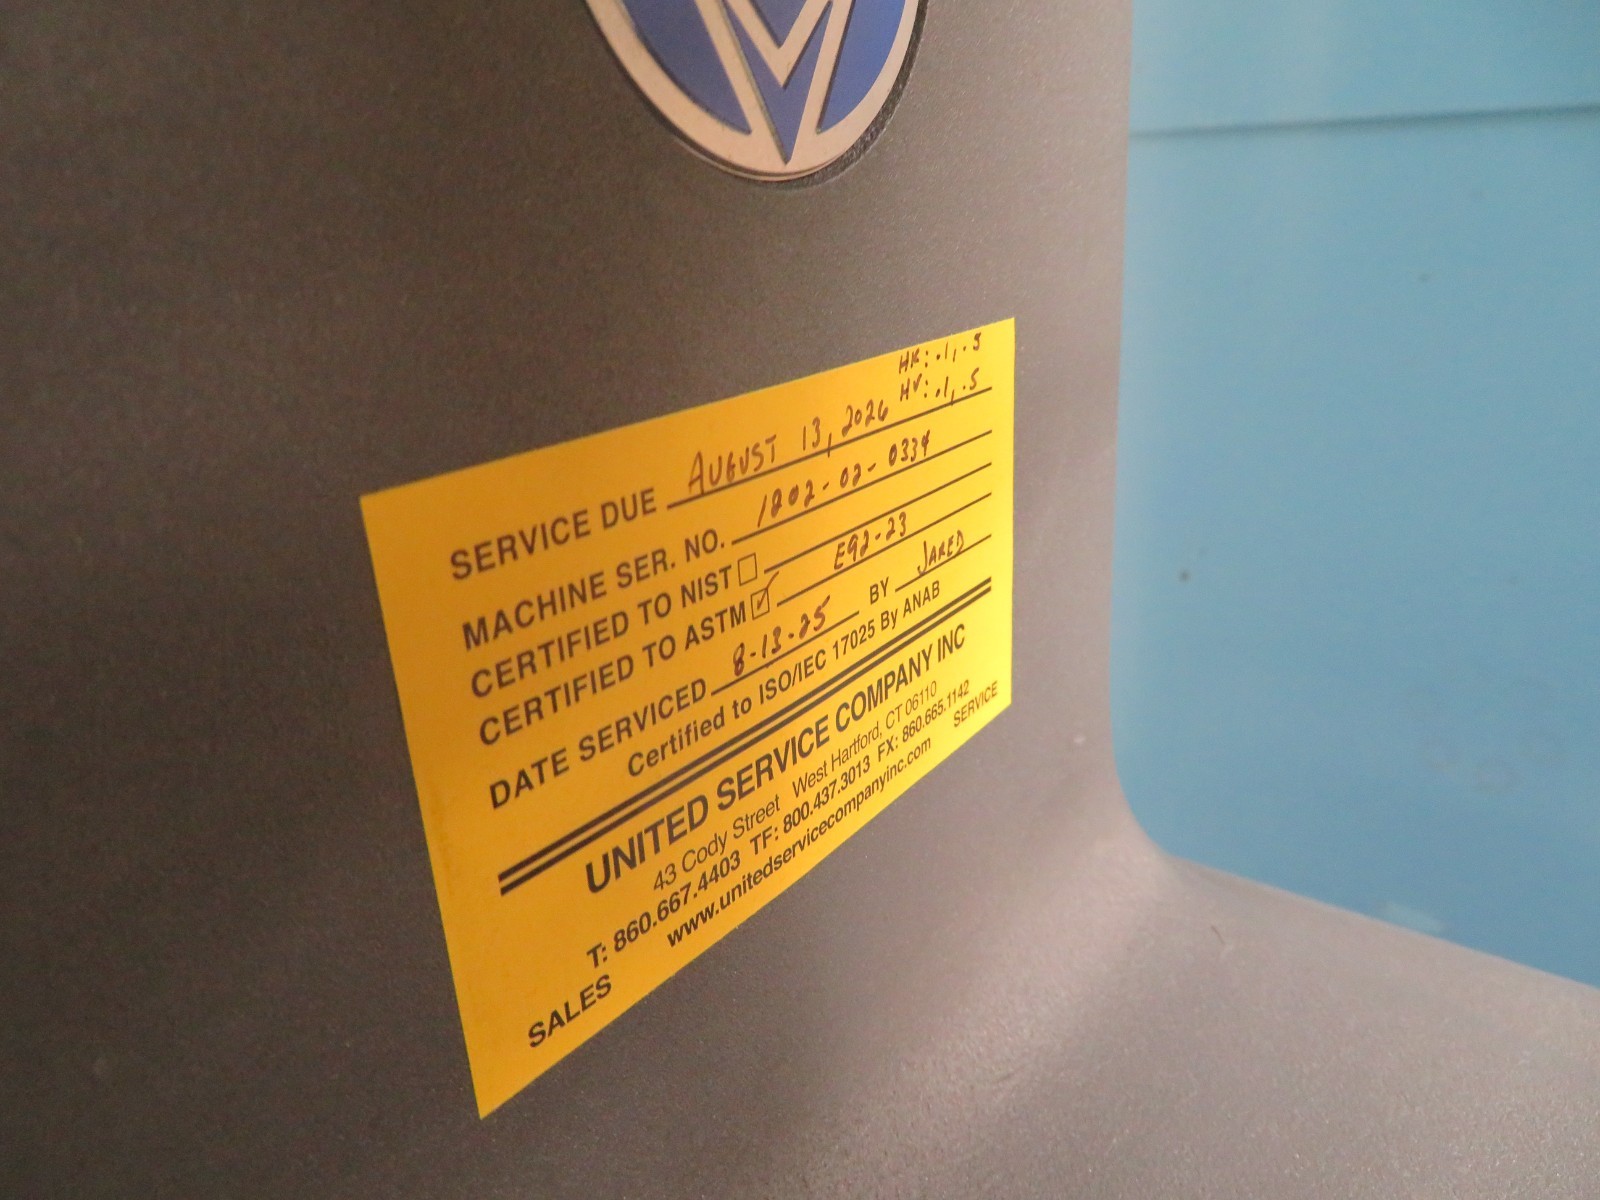 HK: .1, .5
HV: .1, .5
SERVICE DUE AUGUST 13, 2026
MACHINE SER. NO. 1202-02-0334
CERTIFIED TO NIST
CERTIFIED TO ASTM E92-23
DATE SERVICED 8-13-25 BY JARED
Certified to ISO/IEC 17025 By ANAB
UNITED SERVICE COMPANY INC
43 Cody Street West Hartford, CT 06110
T: 860.667.4403 TF: 800.437.3013 FX: 860.665.1142
www.unitedservicecompanyinc.com
SALES SERVICE